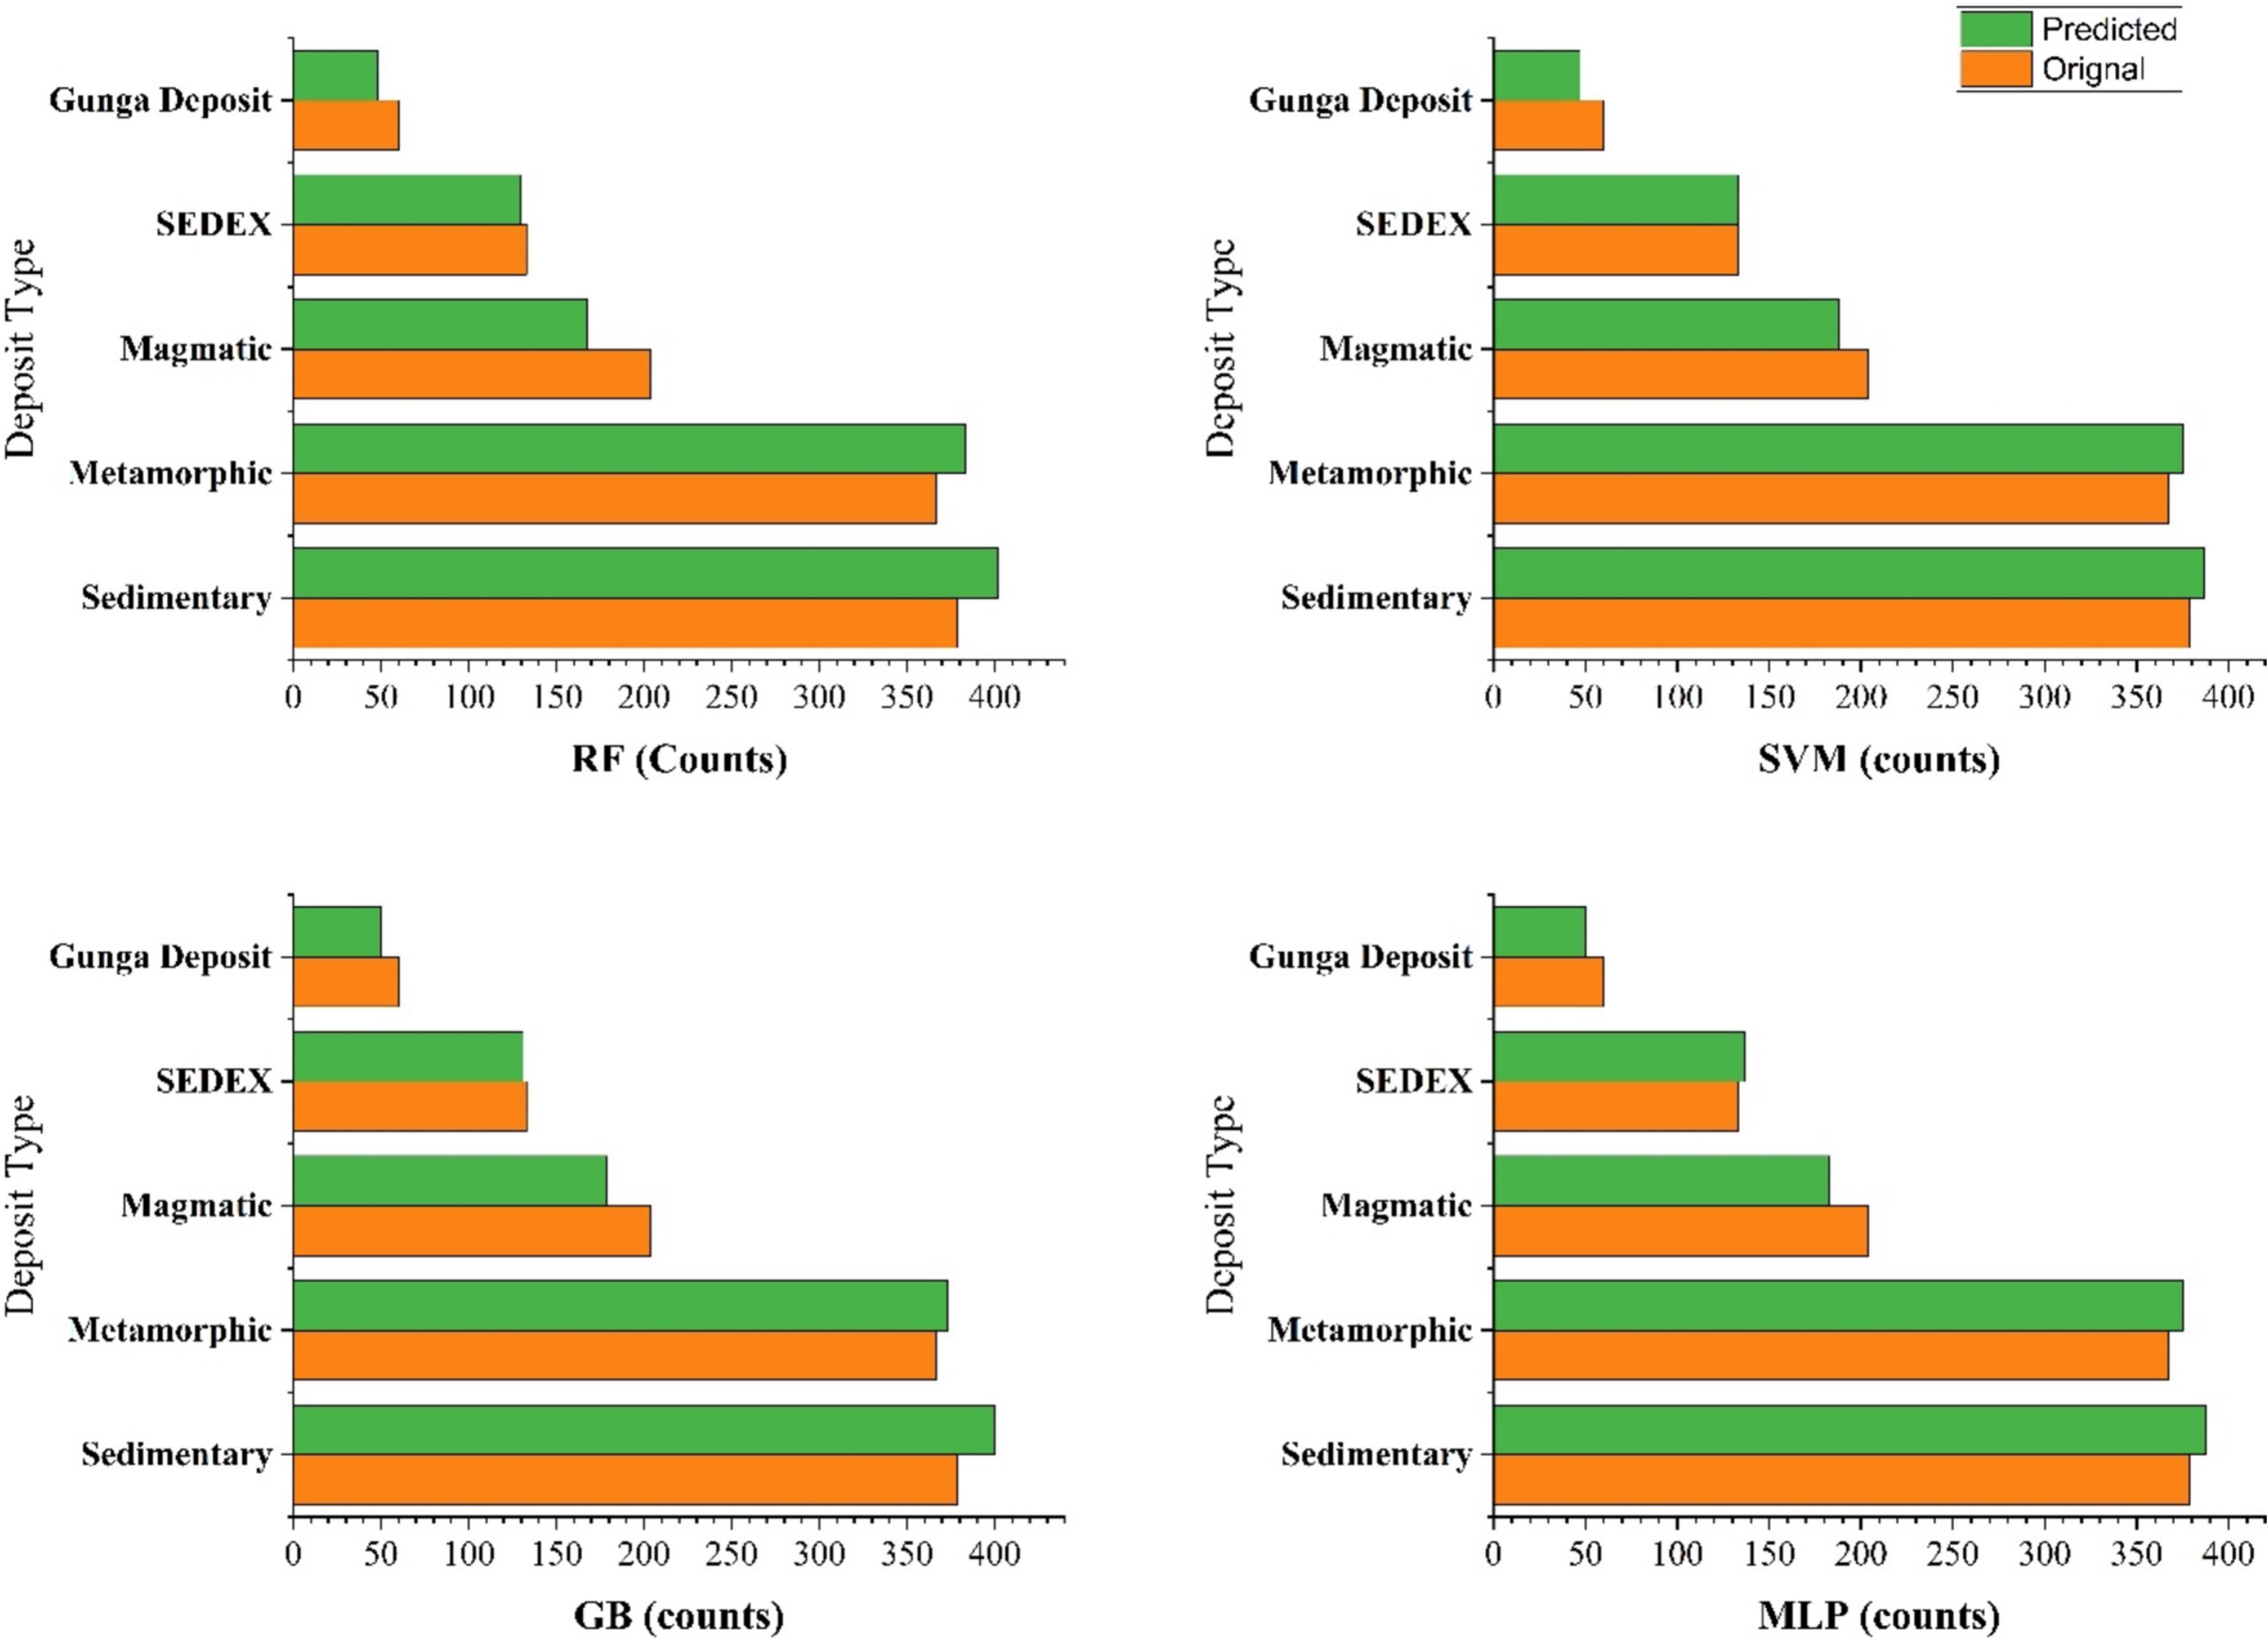 Predicted
Orignal
Deposit Type
Gunga Deposit
SEDEX
Magmatic
Metamorphic
Sedimentary
0 50 100 150 200 250 300 350 400
RF (Counts)
Deposit Type
Gunga Deposit
SEDEX
Magmatic
Metamorphic
Sedimentary
0 50 100 150 200 250 300 350 400
SVM (counts)
Deposit Type
Gunga Deposit
SEDEX
Magmatic
Metamorphic
Sedimentary
0 50 100 150 200 250 300 350 400
GB (counts)
Deposit Type
Gunga Deposit
SEDEX
Magmatic
Metamorphic
Sedimentary
0 50 100 150 200 250 300 350 400
MLP (counts)